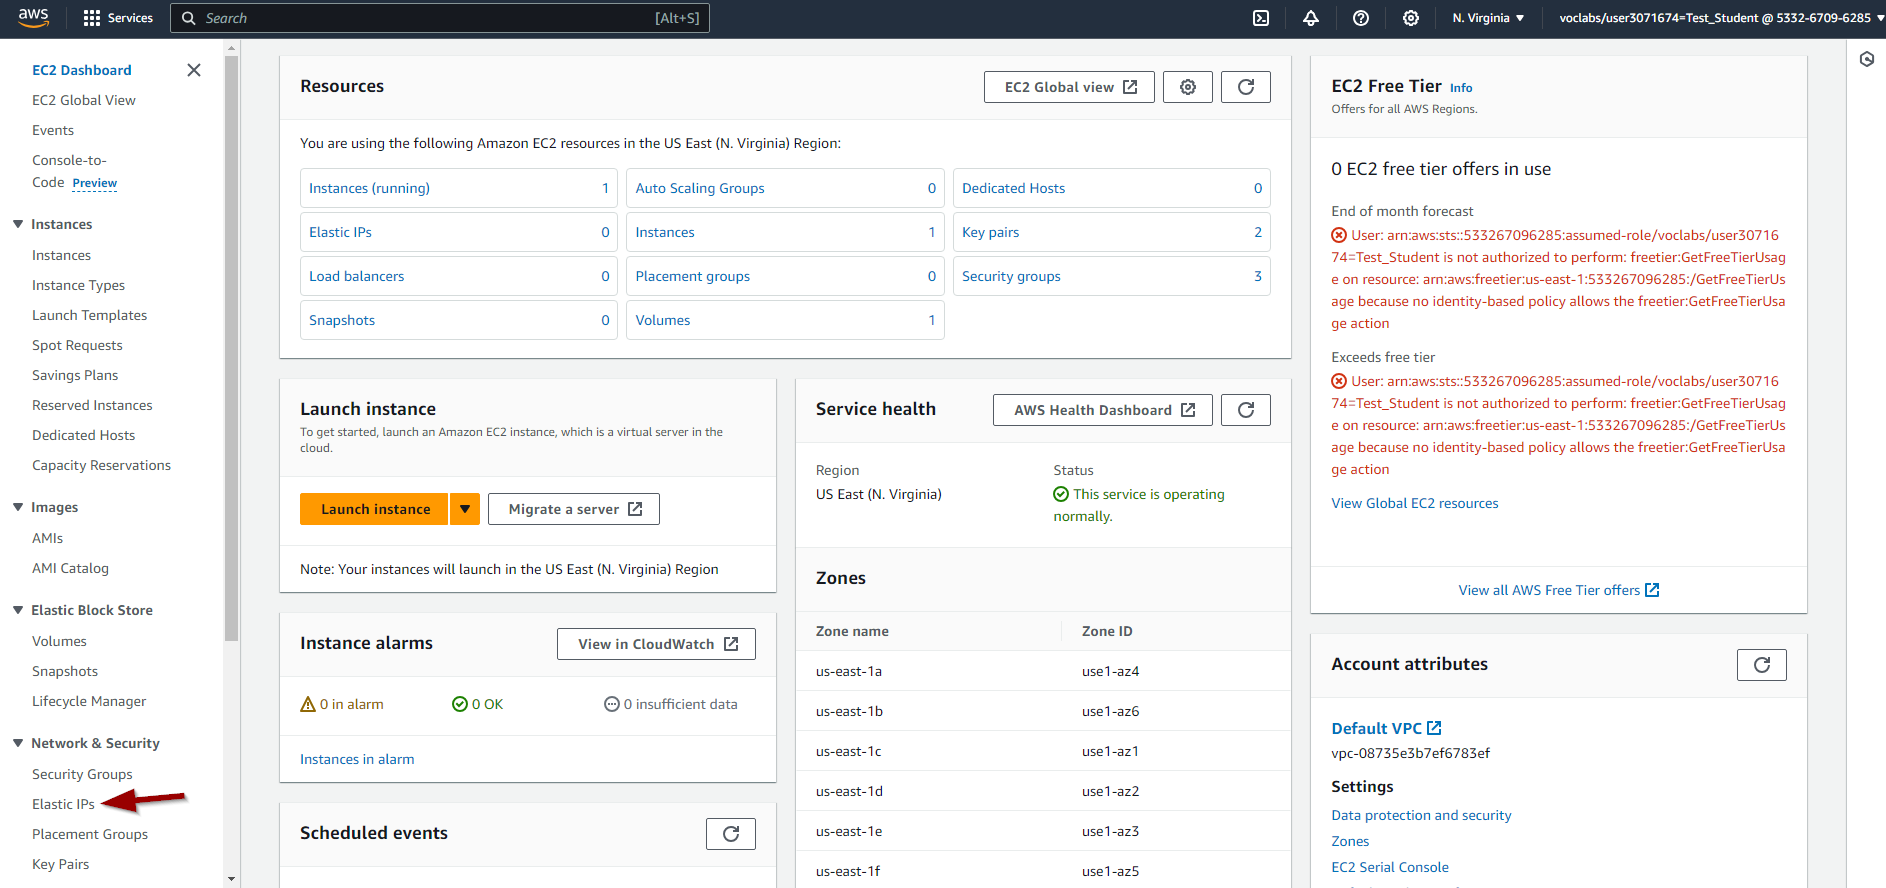 aws
Services
Search
[Alt+S]
N. Virginia
voclabs/user3071674=Test_Student @ 5332-6709-6285
EC2 Dashboard
EC2 Global View
Events
Console-to-
Code Preview
Instances
Instances
Instance Types
Launch Templates
Spot Requests
Savings Plans
Reserved Instances
Dedicated Hosts
Capacity Reservations
Images
AMIs
AMI Catalog
Elastic Block Store
Volumes
Snapshots
Lifecycle Manager
Network & Security
Security Groups
Elastic IPs
Placement Groups
Key Pairs
Resources
EC2 Global view
You are using the following Amazon EC2 resources in the US East (N. Virginia) Region:
Instances (running) 1
Auto Scaling Groups 0
Dedicated Hosts 0
Elastic IPs 0
Instances 1
Key pairs 2
Load balancers 0
Placement groups 0
Security groups 3
Snapshots 0
Volumes 1
Launch instance
To get started, launch an Amazon EC2 instance, which is a virtual server in the
cloud.
Launch instance
Migrate a server
Note: Your instances will launch in the US East (N. Virginia) Region
Instance alarms
View in CloudWatch
0 in alarm
0 OK
0 insufficient data
Instances in alarm
Scheduled events
Service health
AWS Health Dashboard
Region
US East (N. Virginia)
Status
This service is operating
normally.
Zones
Zone name Zone ID
us-east-1a use1-az4
us-east-1b use1-az6
us-east-1c use1-az1
us-east-1d use1-az2
us-east-1e use1-az3
us-east-1f use1-az5
EC2 Free Tier Info
Offers for all AWS Regions.
0 EC2 free tier offers in use
End of month forecast
User: arn:aws:sts::533267096285:assumed-role/voclabs/user30716
74=Test_Student is not authorized to perform: freetier:GetFreeTierUsag
e on resource: arn:aws:freetier:us-east-1:533267096285:/GetFreeTierUs
age because no identity-based policy allows the freetier:GetFreeTierUsa
ge action
Exceeds free tier
User: arn:aws:sts::533267096285:assumed-role/voclabs/user30716
74=Test_Student is not authorized to perform: freetier:GetFreeTierUsag
e on resource: arn:aws:freetier:us-east-1:533267096285:/GetFreeTierUs
age because no identity-based policy allows the freetier:GetFreeTierUsa
ge action
View Global EC2 resources
View all AWS Free Tier offers
Account attributes
Default VPC
vpc-08735e3b7ef6783ef
Settings
Data protection and security
Zones
EC2 Serial Console